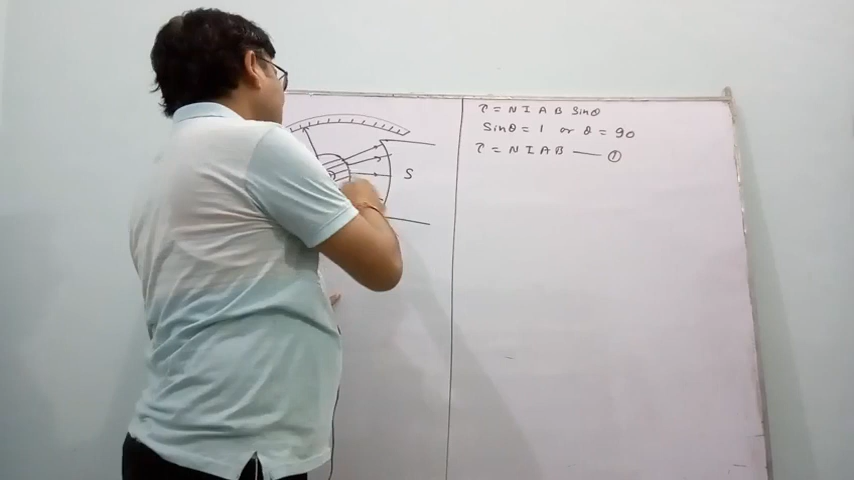 τ = N I A B Sinθ
Sinθ = 1 or θ = 90
τ = N I A B —— ①
S